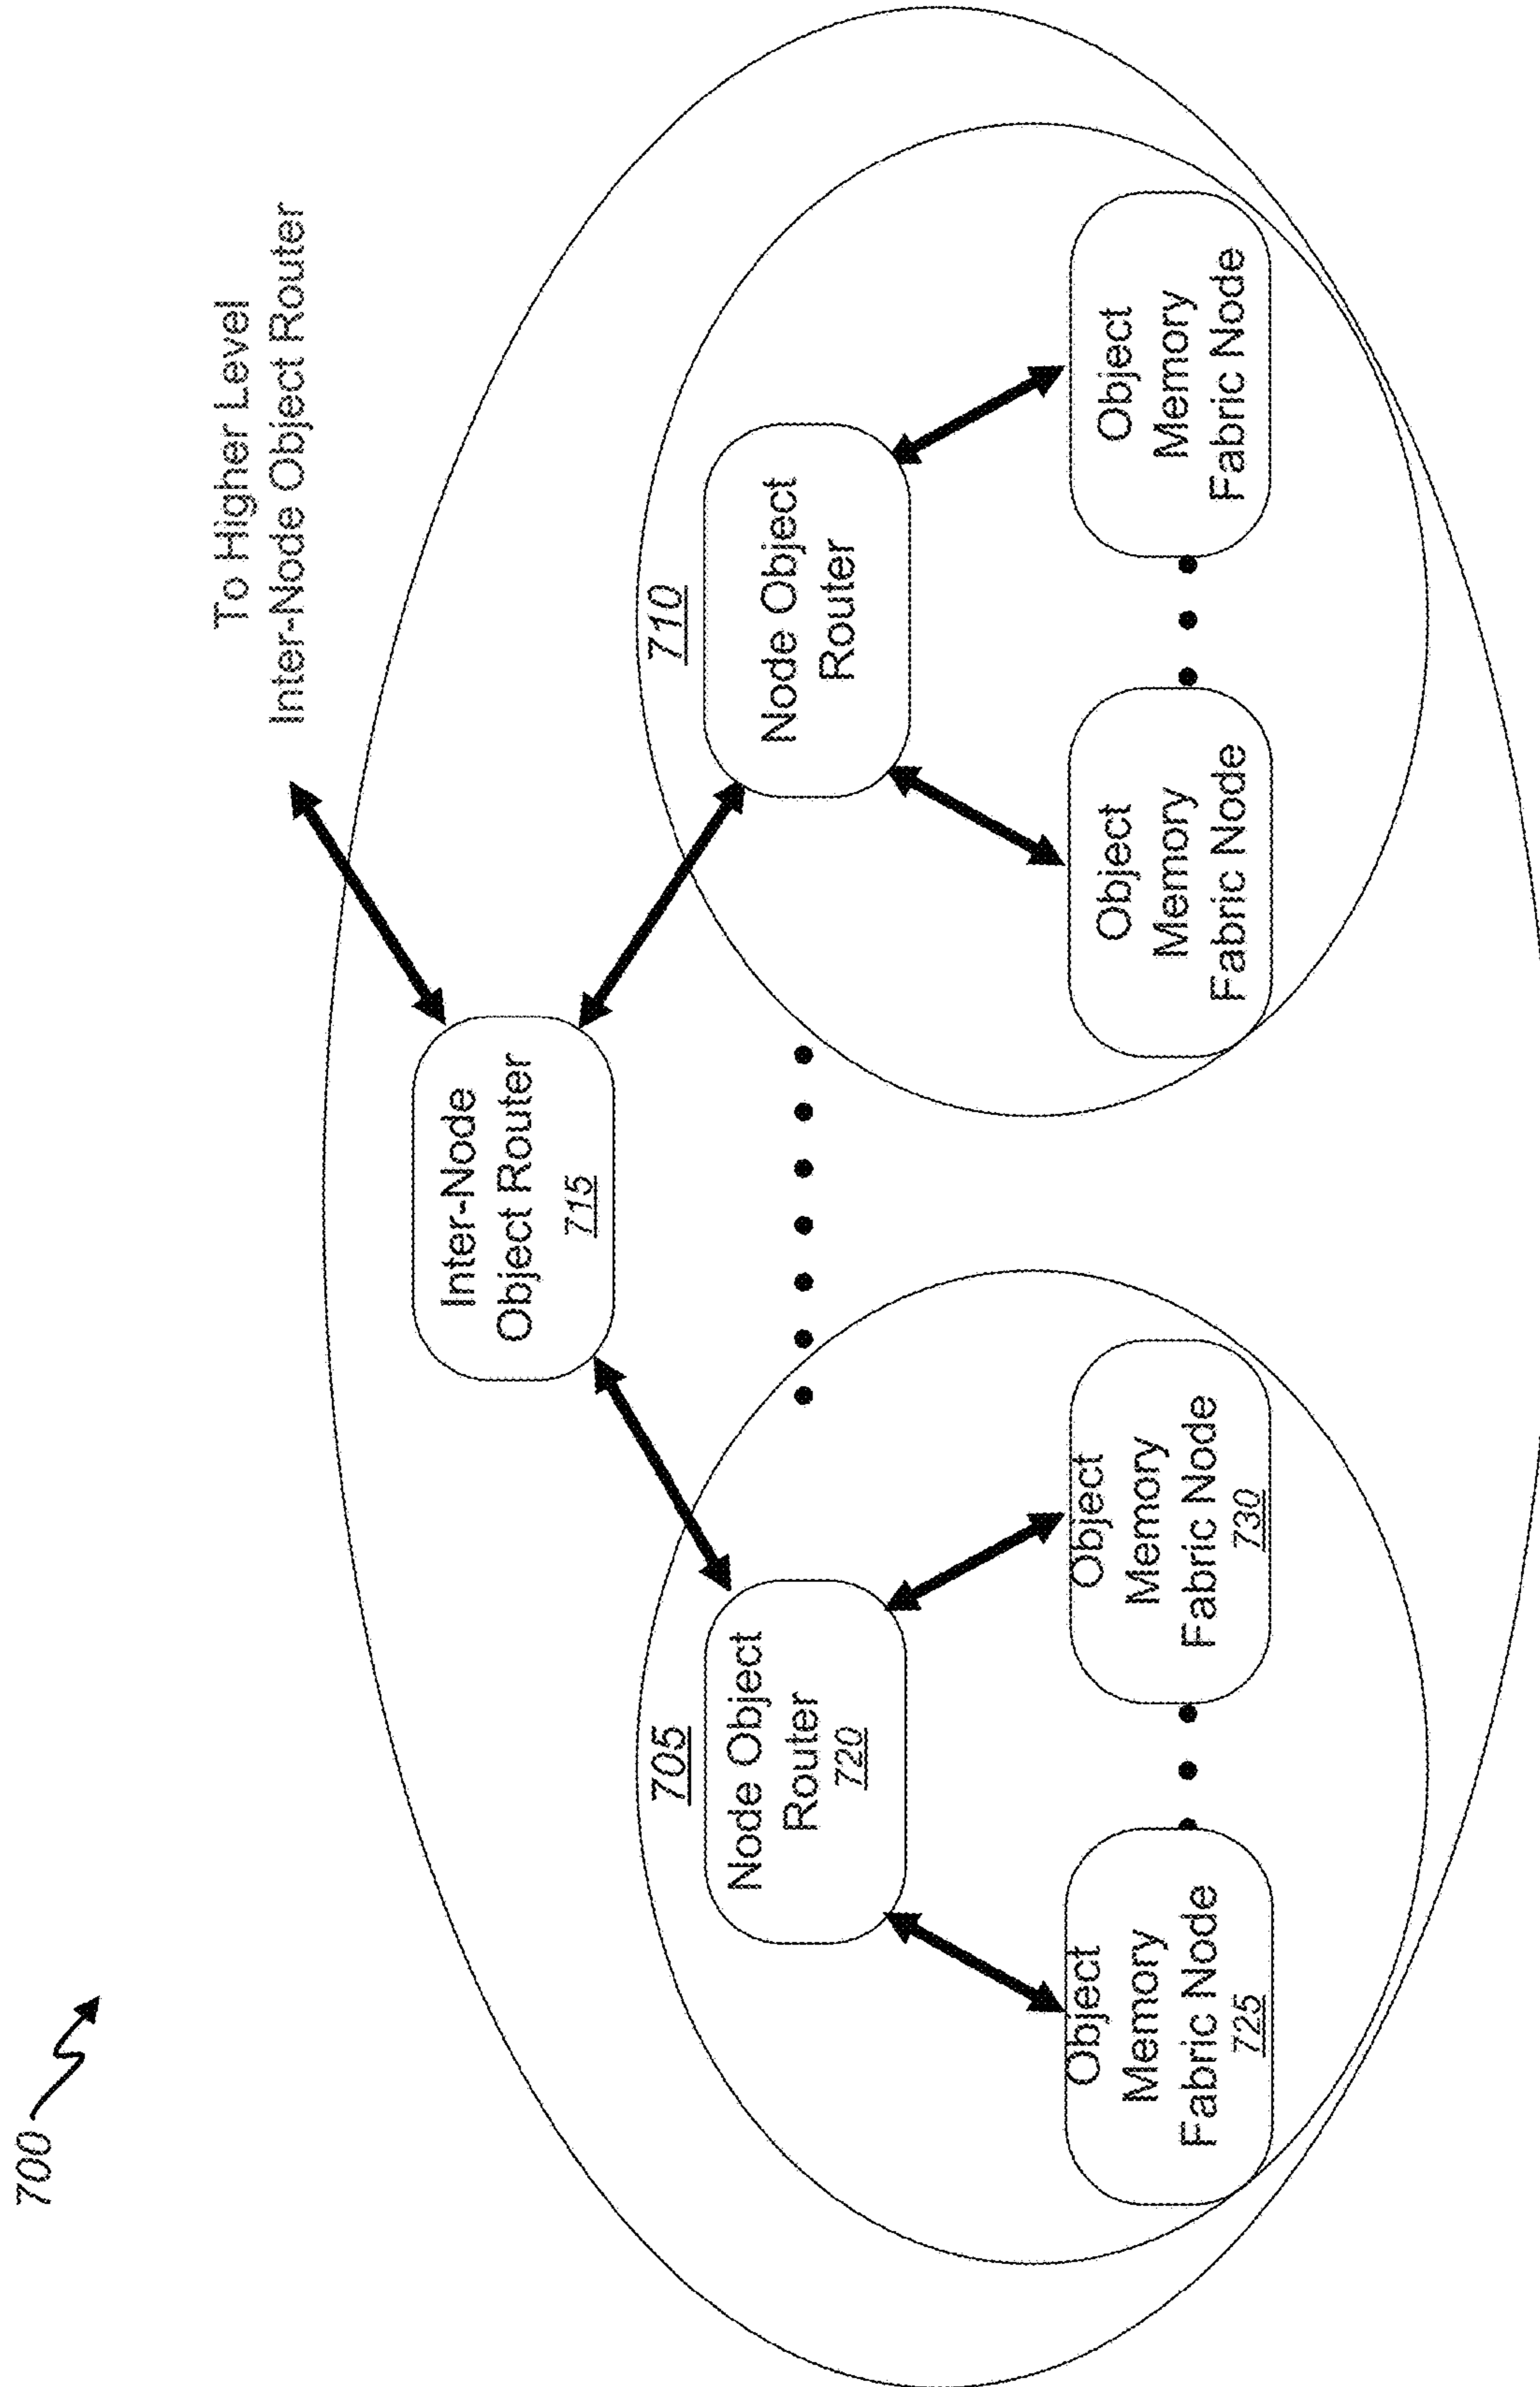 700
To Higher Level
Inter-Node Object Router
Inter-Node
Object Router
715
705
Node Object
Router
720
710
Node Object
Router
Object
Memory
Fabric Node
725
Object
Memory
Fabric Node
730
Object
Memory
Fabric Node
Object
Memory
Fabric Node